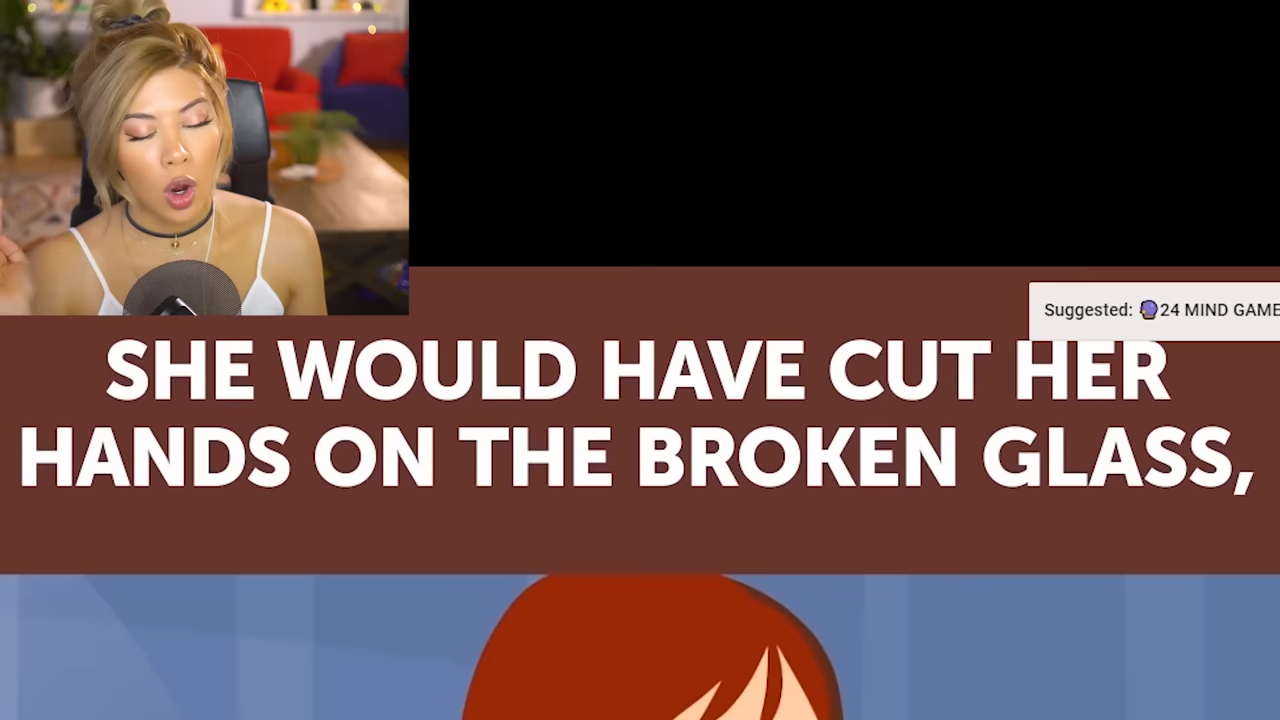 Suggested: 🔮24 MIND GAME
SHE WOULD HAVE CUT HER
HANDS ON THE BROKEN GLASS,